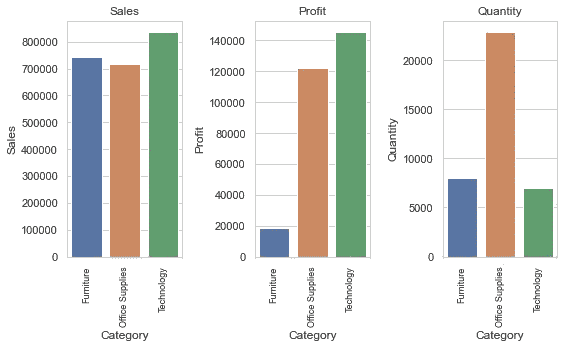 Sales
Sales
800000
700000
600000
500000
400000
300000
200000
100000
0
Furniture
Office Supplies
Technology
Category
Profit
Profit
140000
120000
100000
80000
60000
40000
20000
0
Furniture
Office Supplies
Technology
Category
Quantity
Quantity
20000
15000
10000
5000
0
Furniture
Office Supplies
Technology
Category